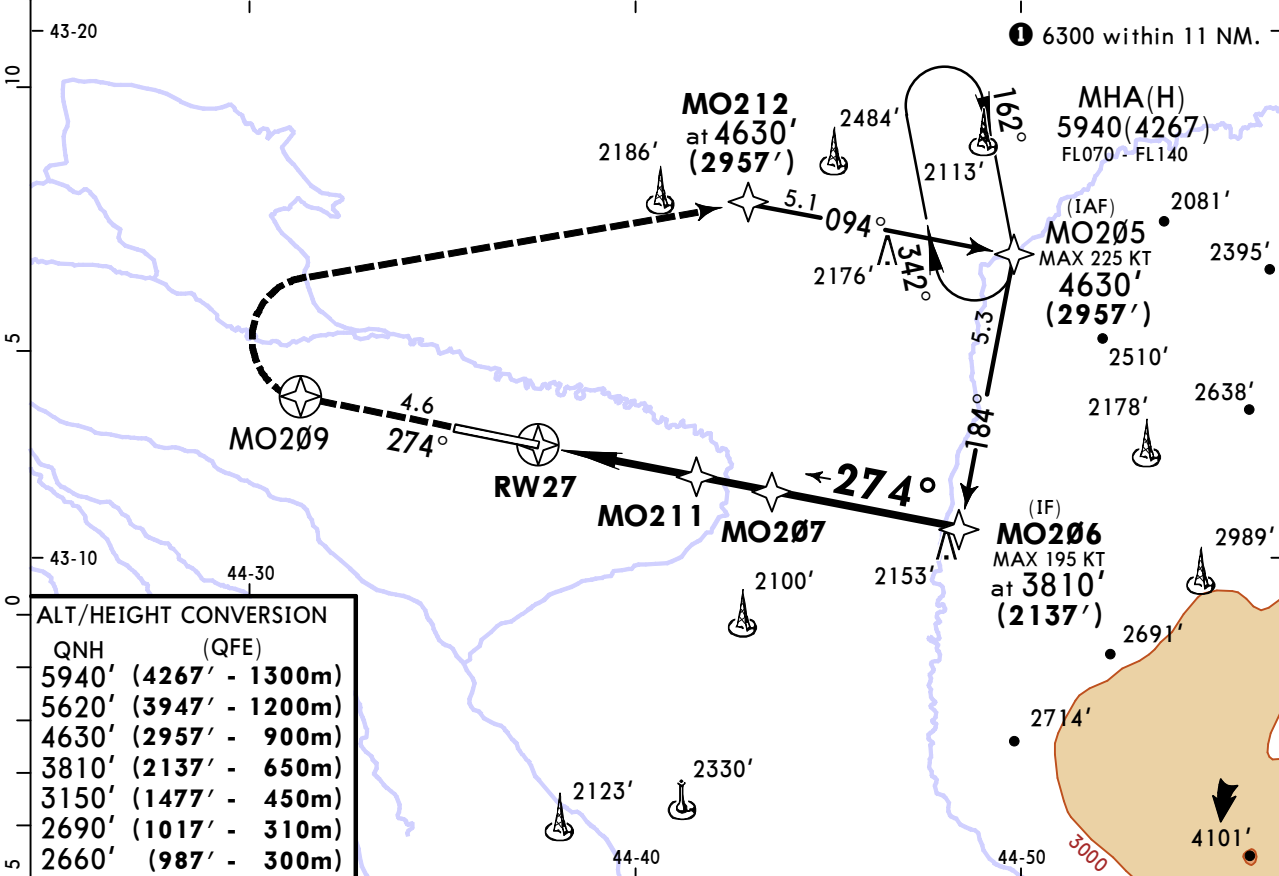 43-20
❶ 6300 within 11 NM.
10
MHA(H)
5940(4267)
FL070 - FL140
162°
MO212
at 4630'
(2957')
2484'
2186'
2113'
5.1
094°
(IAF)
MO205
MAX 225 KT
4630'
(2957')
2081'
2395'
2176'
342°
5.3
5
2510'
2638'
2178'
184°
4.6
274°
MO209
RW27
MO211
MO207
274°
(IF)
MO206
MAX 195 KT
at 3810'
(2137')
2153'
2989'
43-10
44-30
2100'
2691'
0
ALT/HEIGHT CONVERSION
QNH (QFE)
5940' (4267' - 1300m)
5620' (3947' - 1200m)
4630' (2957' - 900m)
3810' (2137' - 650m)
3150' (1477' - 450m)
2690' (1017' - 310m)
2660' (987' - 300m)
2714'
2330'
2123'
4101'
3000
5
44-40
44-50